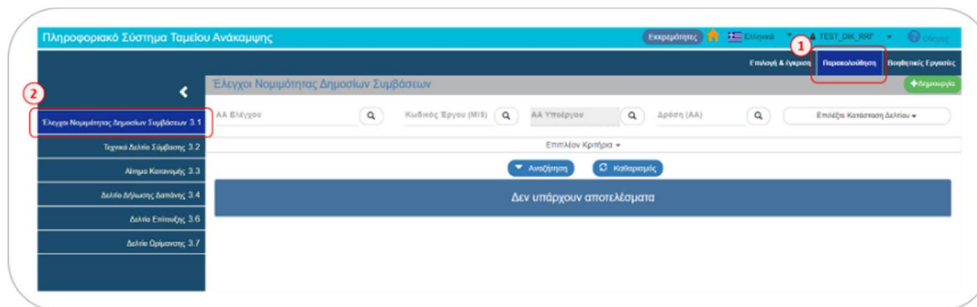 Πληροφοριακό Σύστημα Ταμείου Ανάκαμψης
Εκκρεμότητες Ελληνικά TEST_DIK_RRF Οδηγίες
1
Επιλογή & έγκριση Παρακολούθηση Βοηθητικές Εργασίες
2
Έλεγχοι Νομιμότητας Δημοσίων Συμβάσεων
+Δημιουργία
Έλεγχοι Νομιμότητας Δημοσίων Συμβάσεων 3.1
ΑΑ Ελέγχου Κωδικός Έργου (MIS) ΑΑ Υποέργου Δράση (ΑΑ) Επιλέξτε Κατάσταση Δελτίου
Τεχνικό Δελτίο Σύμβασης 3.2
Επιπλέον Κριτήρια
Αίτημα Κατανομής 3.3
Αναζήτηση Καθαρισμός
Δελτίο Δήλωσης Δαπάνης 3.4
Δεν υπάρχουν αποτελέσματα
Δελτίο Επίτευξης 3.6
Δελτίο Ωρίμανσης 3.7